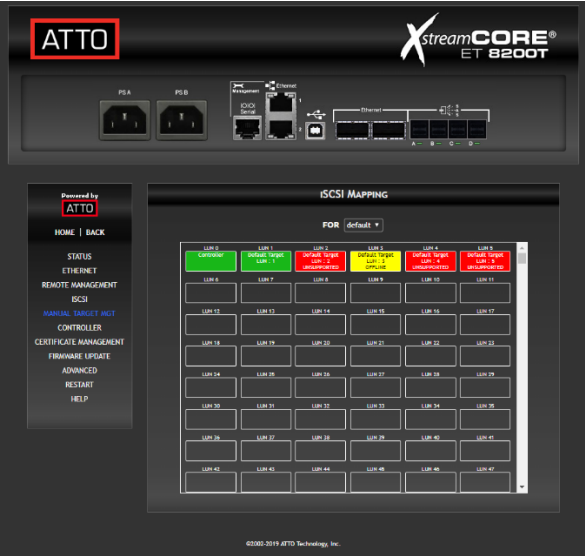 ATTO
XstreamCORE®
ET 8200T
PS A
PS B
Management
Ethernet
IOIOI
Serial
1
2
Ethernet
A
B
C
D
Powered by
ATTO
HOME | BACK
STATUS
ETHERNET
REMOTE MANAGEMENT
ISCSI
MANUAL TARGET MGT
CONTROLLER
CERTIFICATE MANAGEMENT
FIRMWARE UPDATE
ADVANCED
RESTART
HELP
ISCSI MAPPING
FOR default
LUN 0 LUN 1 LUN 2 LUN 3 LUN 4 LUN 5
Controller
Default Target
LUN : 1
Default Target
LUN : 2
UNSUPPORTED
Default Target
LUN : 3
OFFLINE
Default Target
LUN : 4
UNSUPPORTED
Default Target
LUN : 5
UNSUPPORTED
LUN 6 LUN 7 LUN 8 LUN 9 LUN 10 LUN 11
LUN 12 LUN 13 LUN 14 LUN 15 LUN 16 LUN 17
LUN 18 LUN 19 LUN 20 LUN 21 LUN 22 LUN 23
LUN 24 LUN 25 LUN 26 LUN 27 LUN 28 LUN 29
LUN 30 LUN 31 LUN 32 LUN 33 LUN 34 LUN 35
LUN 36 LUN 37 LUN 38 LUN 39 LUN 40 LUN 41
LUN 42 LUN 43 LUN 44 LUN 45 LUN 46 LUN 47
©2002-2019 ATTO Technology, Inc.